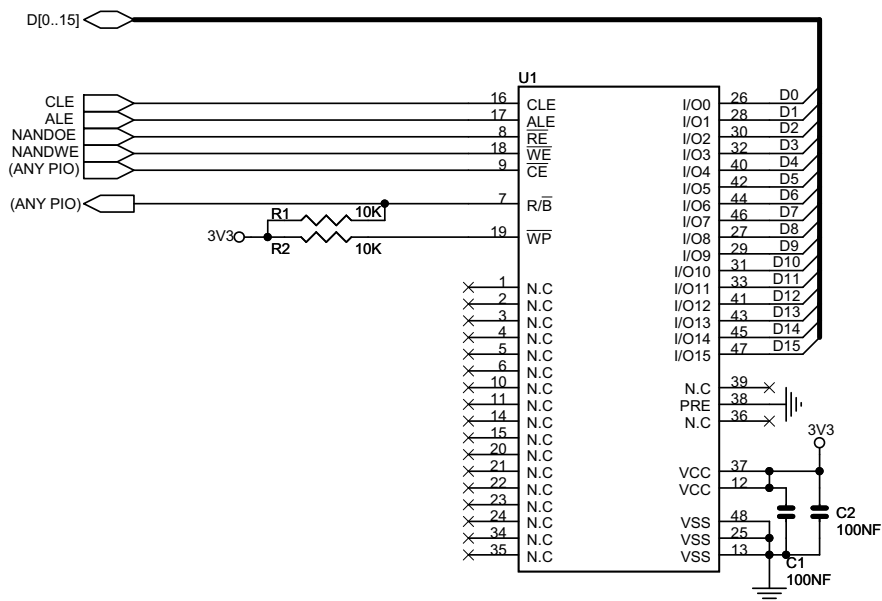 D[0..15]
U1
CLE 16 CLE I/O0 26 D0
ALE 17 ALE I/O1 28 D1
NANDOE 8 RE I/O2 30 D2
NANDWE 18 WE I/O3 32 D3
(ANY PIO) 9 CE I/O4 40 D4
I/O5 42 D5
(ANY PIO) 7 R/B I/O6 44 D6
R1 10K I/O7 46 D7
3V3 19 WP I/O8 27 D8
R2 10K I/O9 29 D9
I/O10 31 D10
1 N.C I/O11 33 D11
2 N.C I/O12 41 D12
3 N.C I/O13 43 D13
4 N.C I/O14 45 D14
5 N.C I/O15 47 D15
6 N.C
10 N.C N.C 39
11 N.C PRE 38
14 N.C N.C 36
15 N.C 3V3
20 N.C
21 N.C VCC 37
22 N.C VCC 12
23 N.C
24 N.C VSS 48 C2
34 N.C VSS 25 100NF
35 N.C VSS 13
C1
100NF